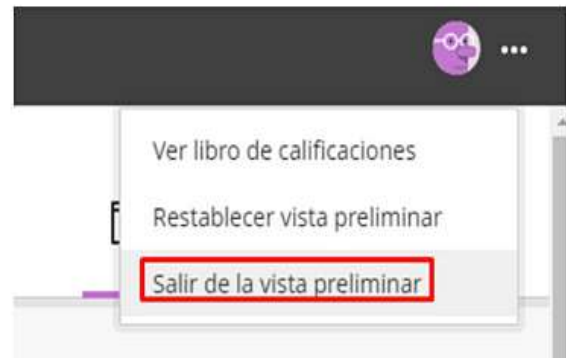 Ver libro de calificaciones
Restablecer vista preliminar
Salir de la vista preliminar